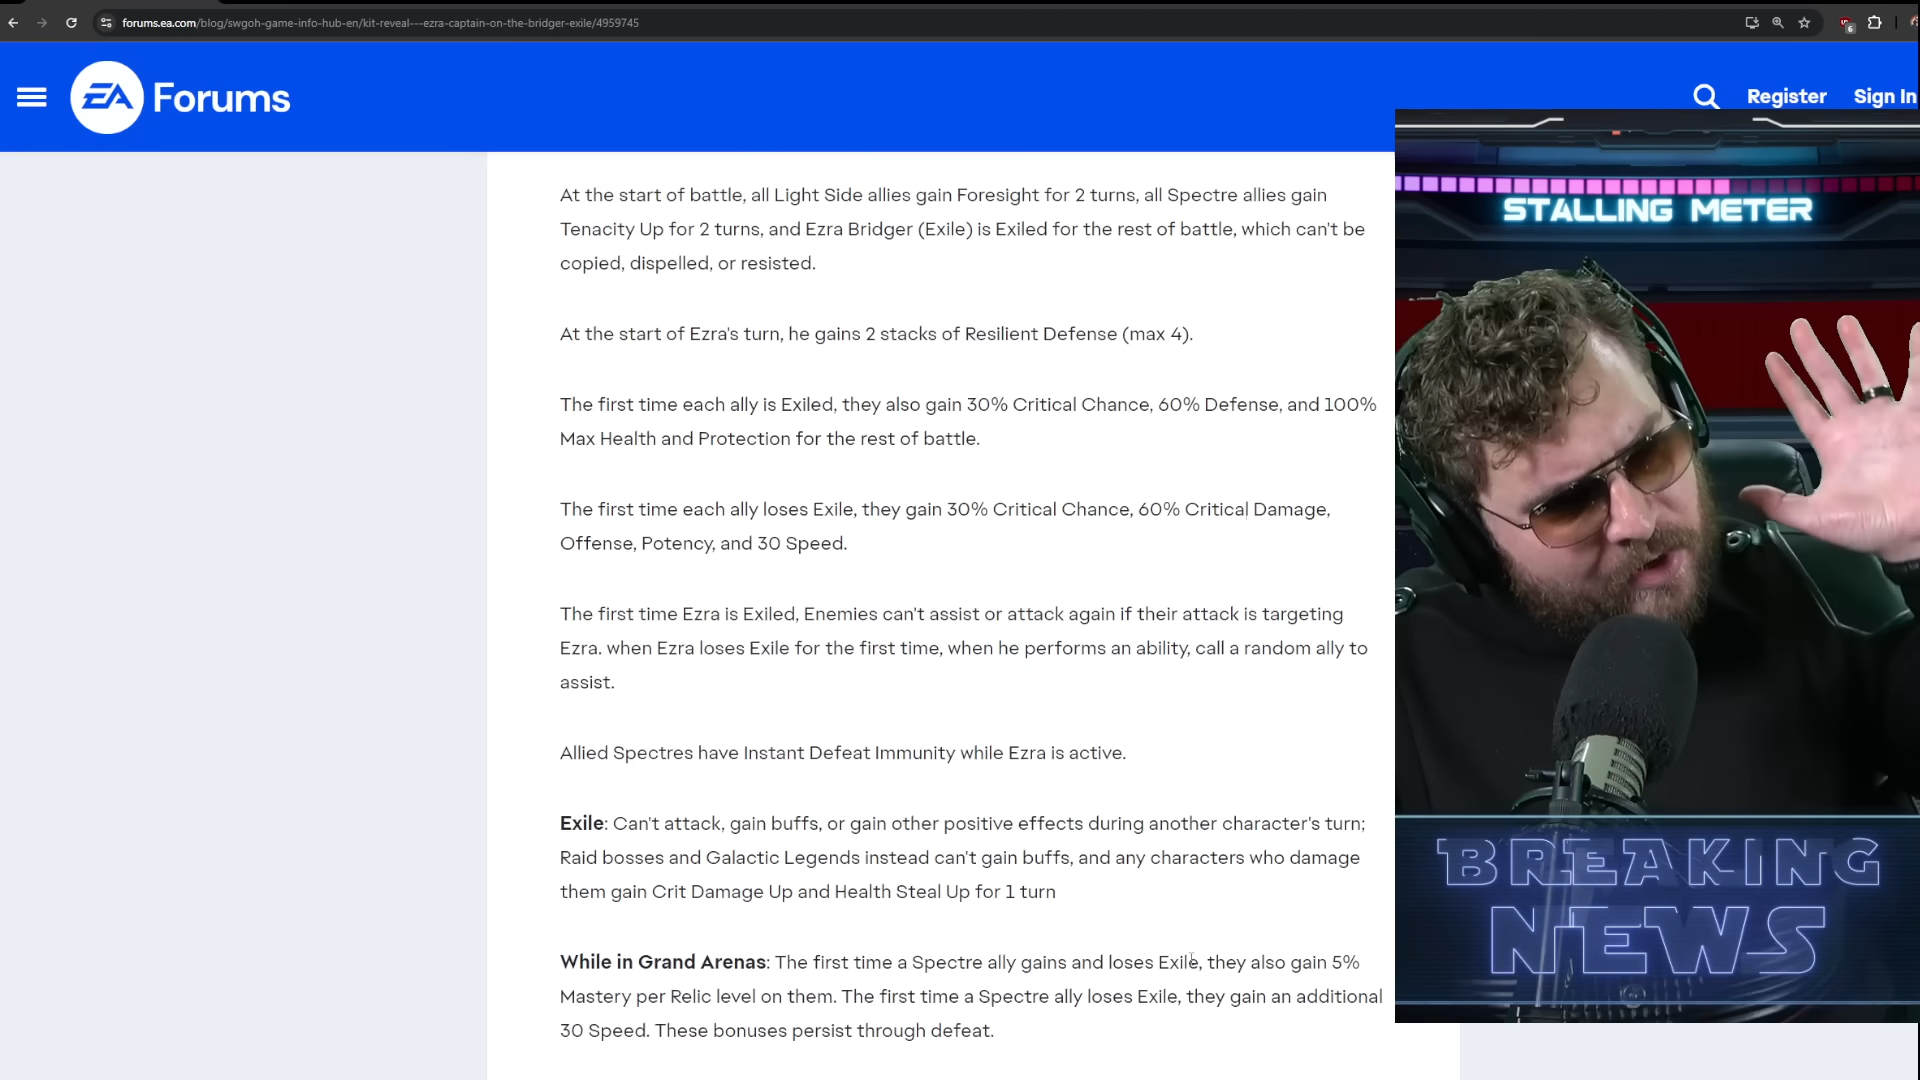 forums.ea.com/blog/swgoh-game-info-hub-en/kit-reveal---ezra-captain-on-the-bridger-exile/4959745
6
EA Forums
Register Sign In
At the start of battle, all Light Side allies gain Foresight for 2 turns, all Spectre allies gain
Tenacity Up for 2 turns, and Ezra Bridger (Exile) is Exiled for the rest of battle, which can't be
copied, dispelled, or resisted.
At the start of Ezra's turn, he gains 2 stacks of Resilient Defense (max 4).
The first time each ally is Exiled, they also gain 30% Critical Chance, 60% Defense, and 100%
Max Health and Protection for the rest of battle.
The first time each ally loses Exile, they gain 30% Critical Chance, 60% Critical Damage,
Offense, Potency, and 30 Speed.
The first time Ezra is Exiled, Enemies can't assist or attack again if their attack is targeting
Ezra. when Ezra loses Exile for the first time, when he performs an ability, call a random ally to
assist.
Allied Spectres have Instant Defeat Immunity while Ezra is active.
Exile: Can't attack, gain buffs, or gain other positive effects during another character's turn;
Raid bosses and Galactic Legends instead can't gain buffs, and any characters who damage
them gain Crit Damage Up and Health Steal Up for 1 turn
While in Grand Arenas: The first time a Spectre ally gains and loses Exile, they also gain 5%
Mastery per Relic level on them. The first time a Spectre ally loses Exile, they gain an additional
30 Speed. These bonuses persist through defeat.
STALLING METER
BREAKING
NEWS